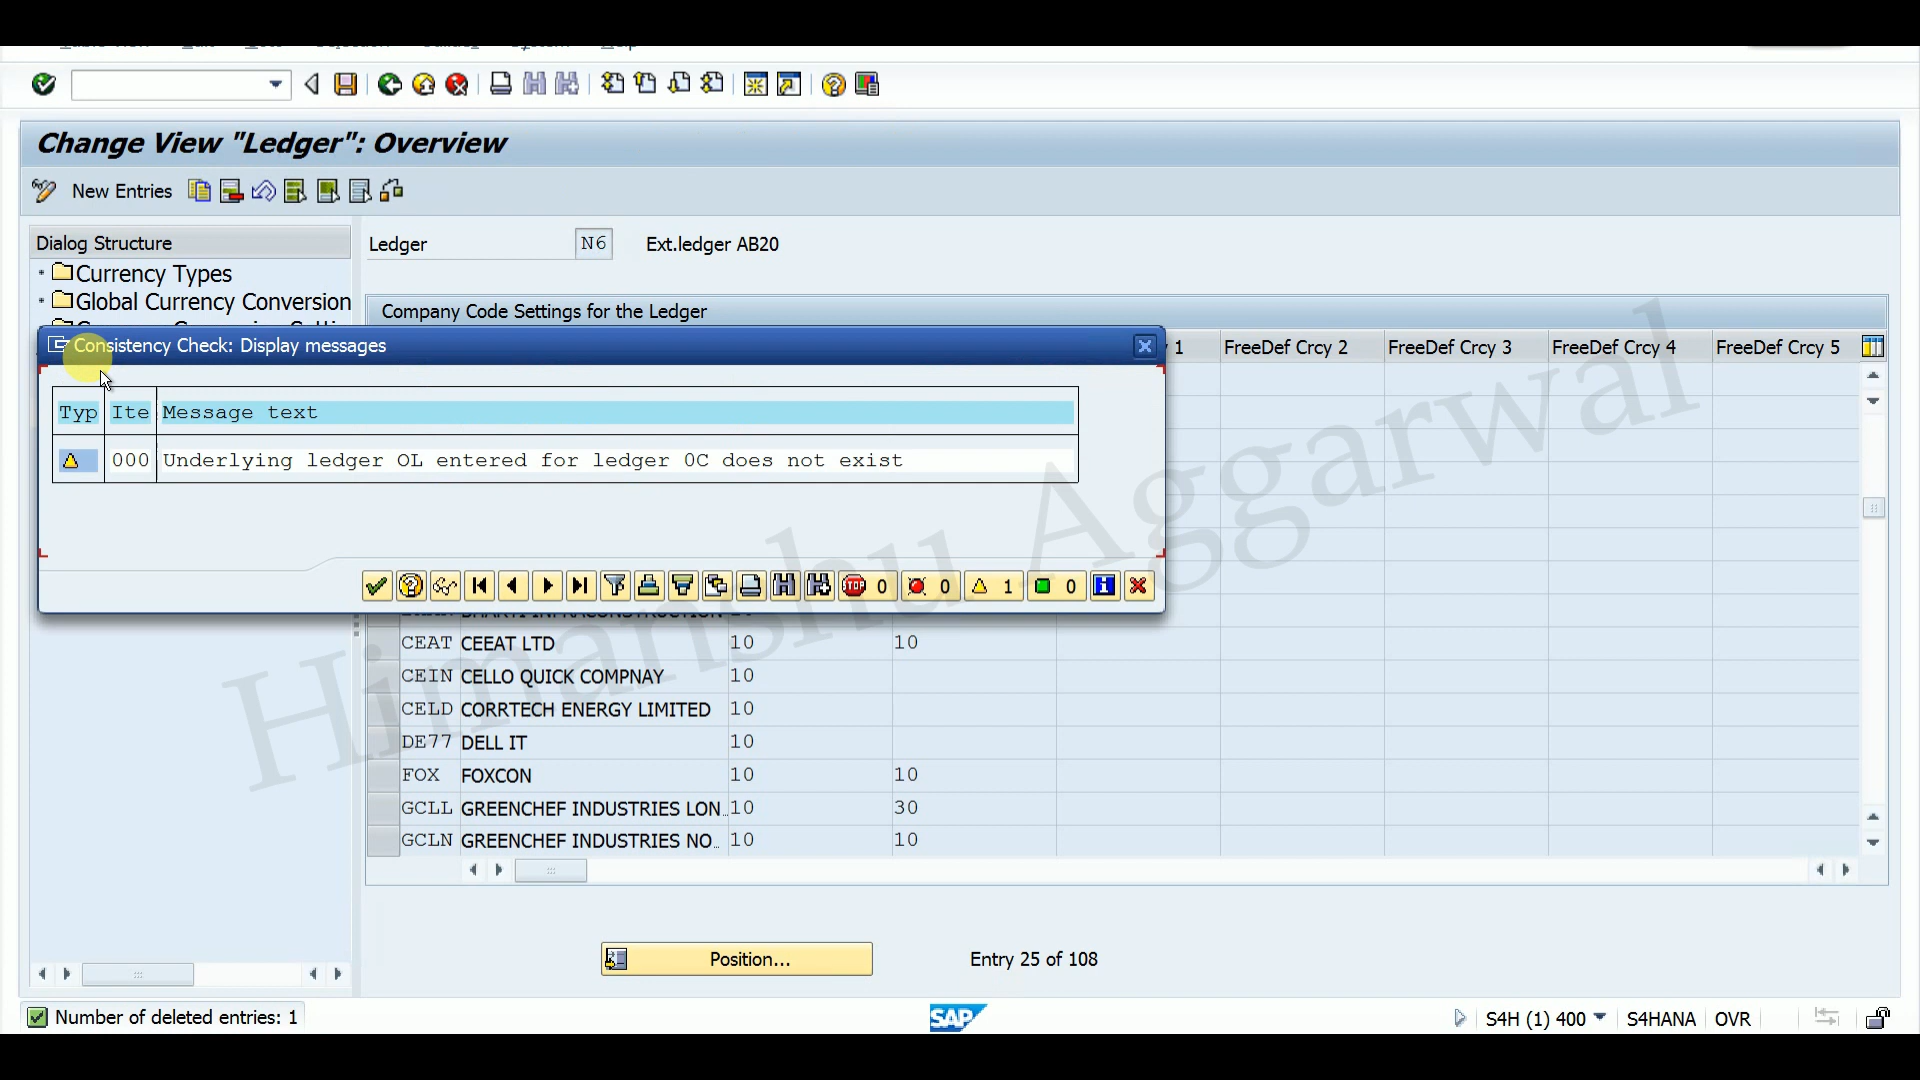 Change View "Ledger": Overview
New Entries
Dialog Structure
Ledger N6 Ext.ledger AB20
Currency Types
Global Currency Conversion
Company Code Settings for the Ledger
Consistency Check: Display messages
1 FreeDef Crcy 2 FreeDef Crcy 3 FreeDef Crcy 4 FreeDef Crcy 5
Typ Ite Message text
000 Underlying ledger OL entered for ledger 0C does not exist
STOP 0 0 1 0
CEAT CEEAT LTD 10 10
CEIN CELLO QUICK COMPNAY 10
CELD CORRTECH ENERGY LIMITED 10
DE77 DELL IT 10
FOX FOXCON 10 10
GCLL GREENCHEF INDUSTRIES LON… 10 30
GCLN GREENCHEF INDUSTRIES NO… 10 10
Himanshu Aggarwal
Position... Entry 25 of 108
Number of deleted entries: 1
SAP
S4H (1) 400 S4HANA OVR